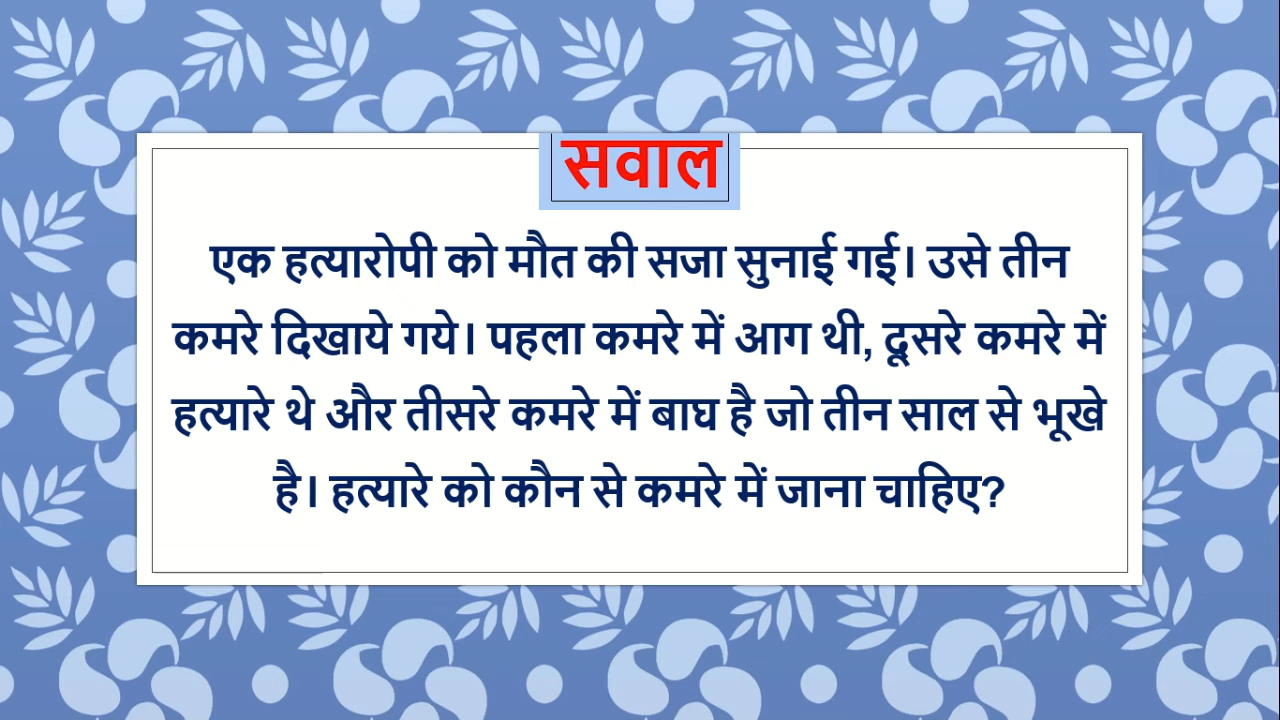 सवाल
एक हत्यारोपी को मौत की सजा सुनाई गई। उसे तीन
कमरे दिखाये गये। पहला कमरे में आग थी, दूसरे कमरे में
हत्यारे थे और तीसरे कमरे में बाघ है जो तीन साल से भूखे
है। हत्यारे को कौन से कमरे में जाना चाहिए?